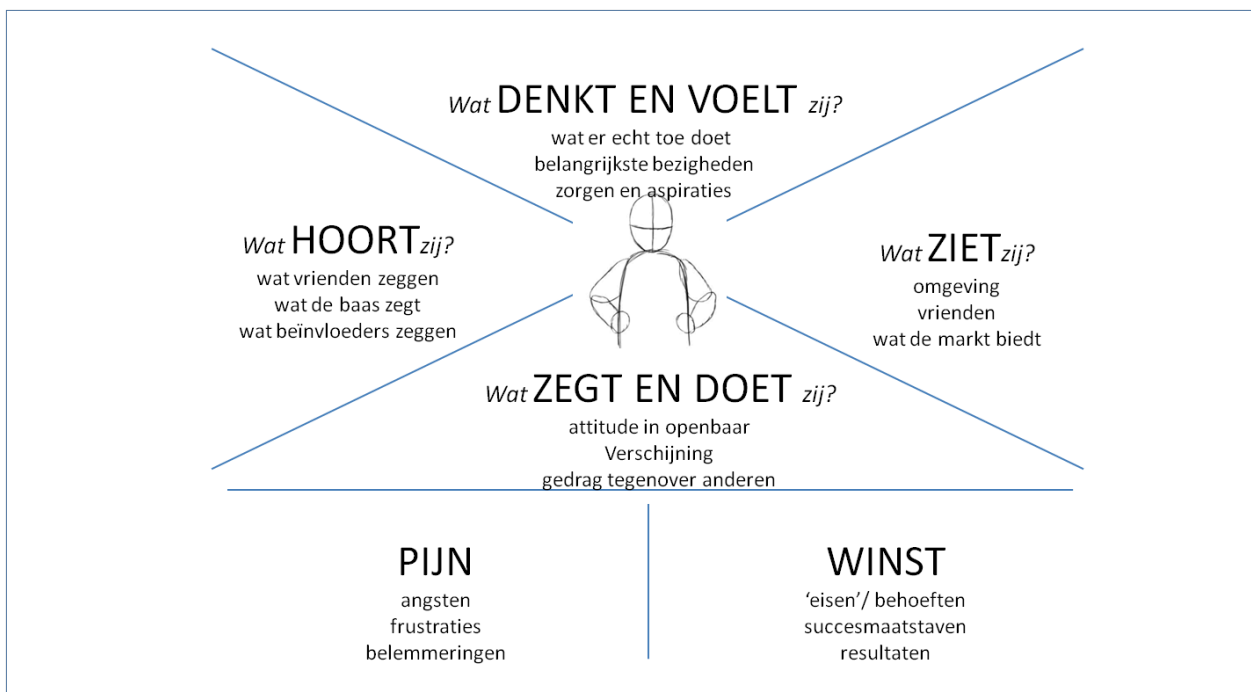 Wat DENKT EN VOELT zij?
wat er echt toe doet
belangrijkste bezigheden
zorgen en aspiraties
Wat HOORT zij?
wat vrienden zeggen
wat de baas zegt
wat beïnvloeders zeggen
Wat ZIET zij?
omgeving
vrienden
wat de markt biedt
Wat ZEGT EN DOET zij?
attitude in openbaar
Verschijning
gedrag tegenover anderen
PIJN
angsten
frustraties
belemmeringen
WINST
‘eisen’/ behoeften
succesmaatstaven
resultaten